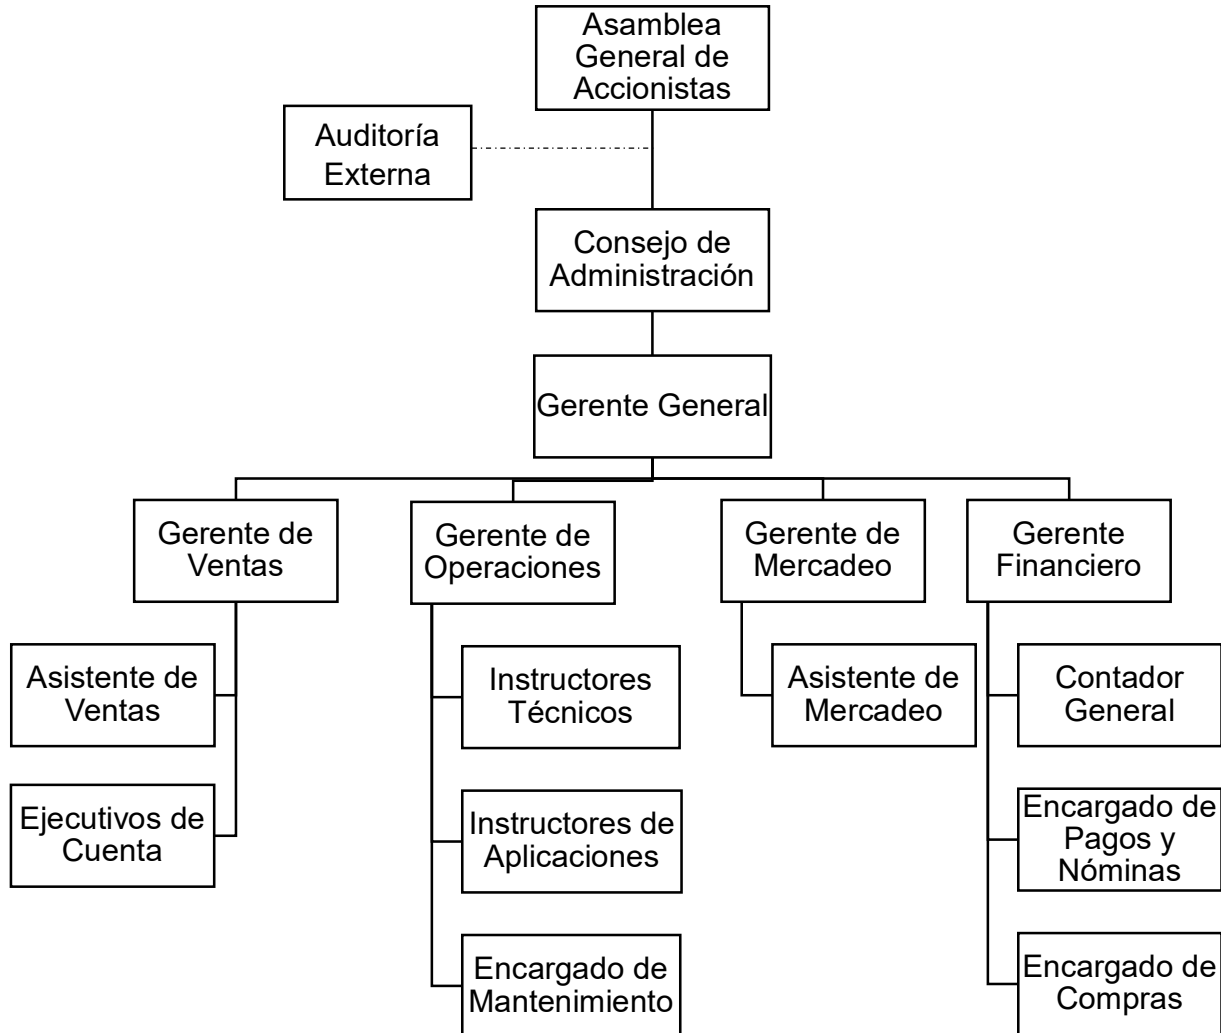 Asamblea
General de
Accionistas
Auditoría
Externa
Consejo de
Administración
Gerente General
Gerente de
Ventas
Gerente de
Operaciones
Gerente de
Mercadeo
Gerente
Financiero
Asistente de
Ventas
Instructores
Técnicos
Asistente de
Mercadeo
Contador
General
Ejecutivos de
Cuenta
Instructores de
Aplicaciones
Encargado de
Pagos y
Nóminas
Encargado de
Mantenimiento
Encargado de
Compras